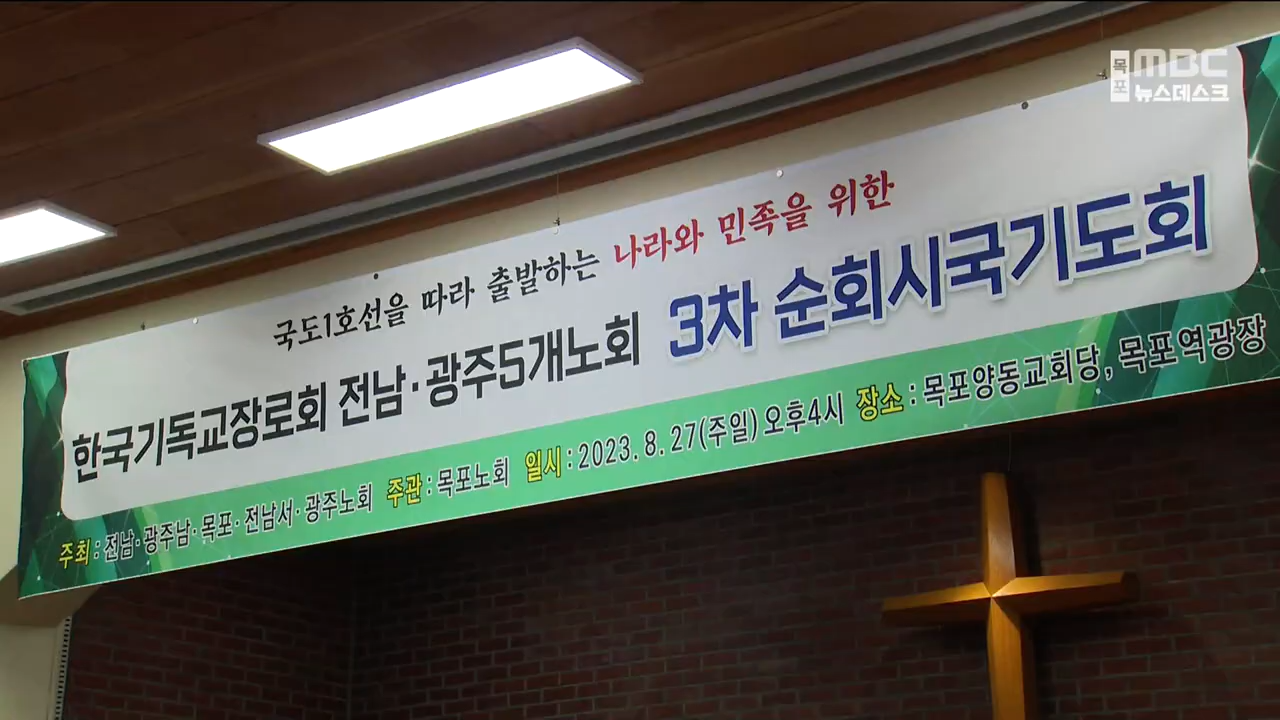 목포 MBC
뉴스데스크
국도1호선을 따라 출발하는 나라와 민족을 위한
한국기독교장로회 전남·광주5개노회 3차 순회시국기도회
주최 : 전남·광주남·목포·전남서·광주노회 주관 : 목포노회 일시 : 2023. 8. 27(주일) 오후4시 장소 : 목포양동교회당, 목포역광장